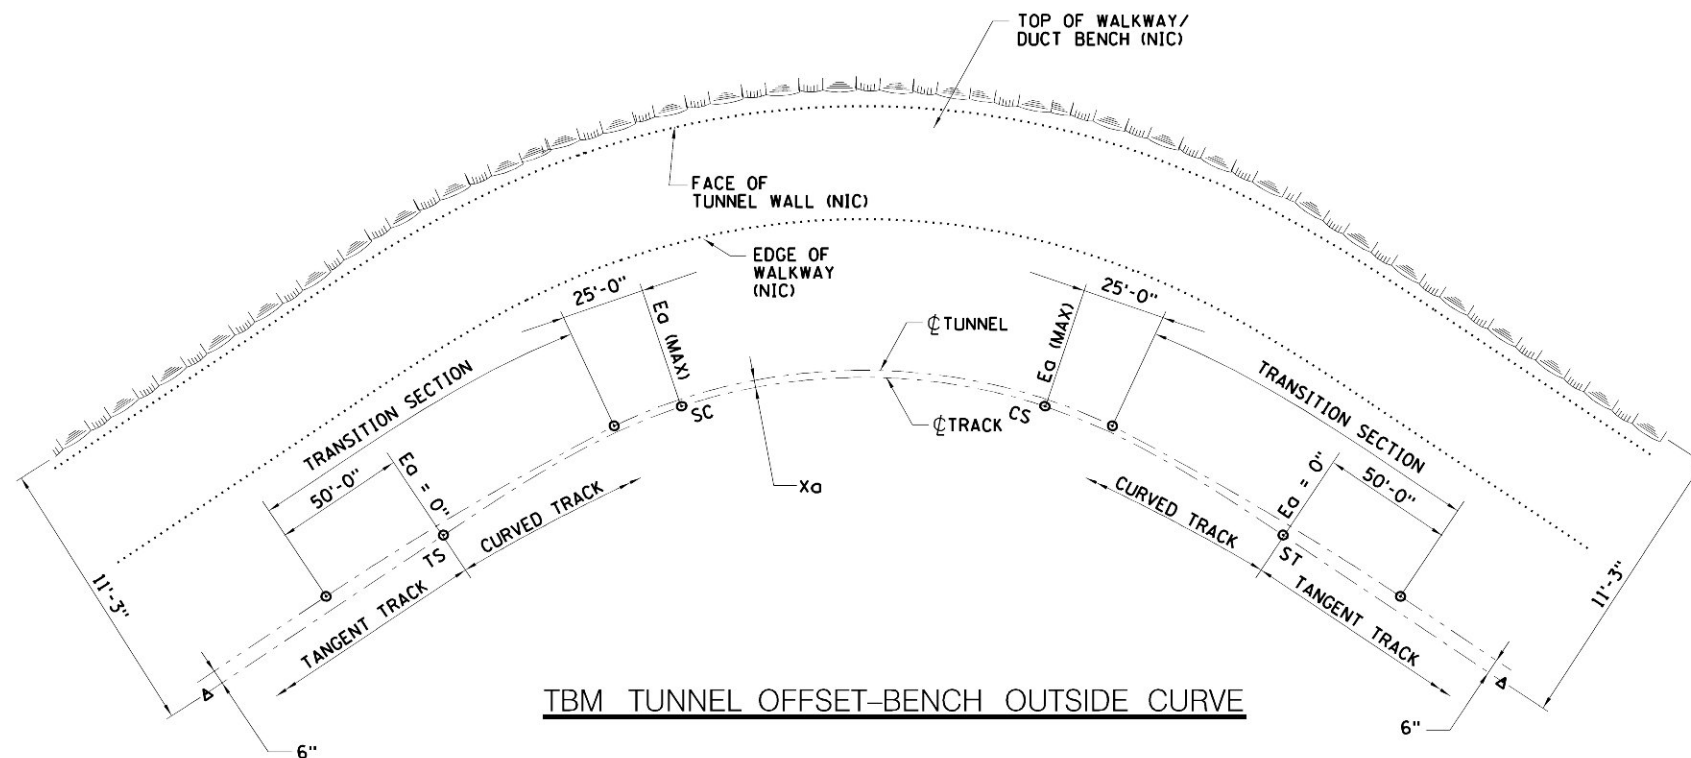 TOP OF WALKWAY/
DUCT BENCH (NIC)
FACE OF
TUNNEL WALL (NIC)
EDGE OF
WALKWAY
(NIC)
25'-0"
Ea (MAX)
25'-0"
Ea (MAX)
℄ TUNNEL
℄ TRACK
TRANSITION SECTION
TRANSITION SECTION
SC
CS
50'-0"
Ea = 0"
Ea = 0"
50'-0"
Xa
CURVED TRACK
CURVED TRACK
TS
ST
11'-3"
11'-3"
TANGENT TRACK
TANGENT TRACK
TBM TUNNEL OFFSET-BENCH OUTSIDE CURVE
6"
6"